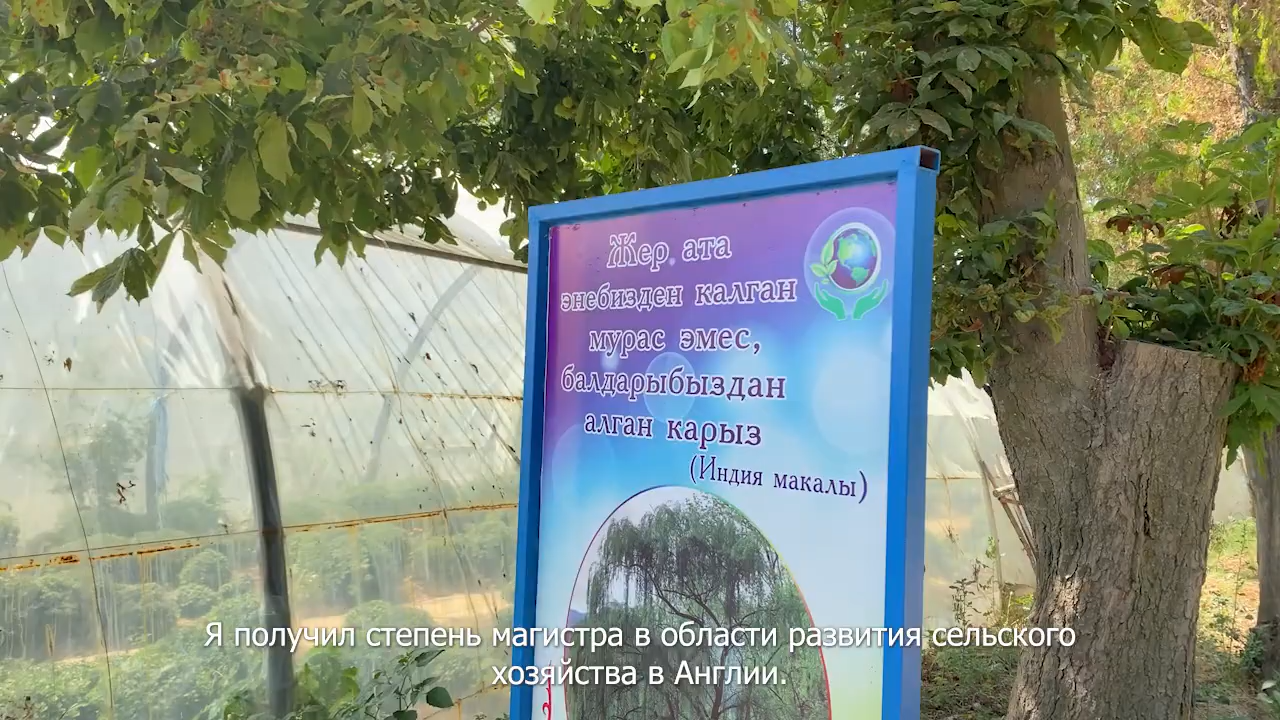 Жер ата
энебизден калган
мурас эмес,
балдарыбыздан
алган карыз
(Индия макалы)
Я получил степень магистра в области развития сельского
хозяйства в Англии.